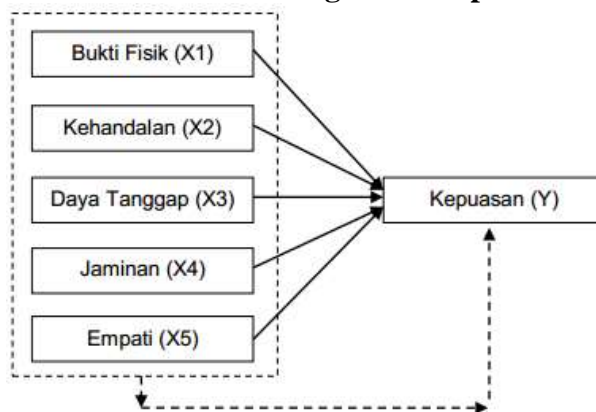 Bukti Fisik (X1)
Kehandalan (X2)
Daya Tanggap (X3)
Kepuasan (Y)
Jaminan (X4)
Empati (X5)